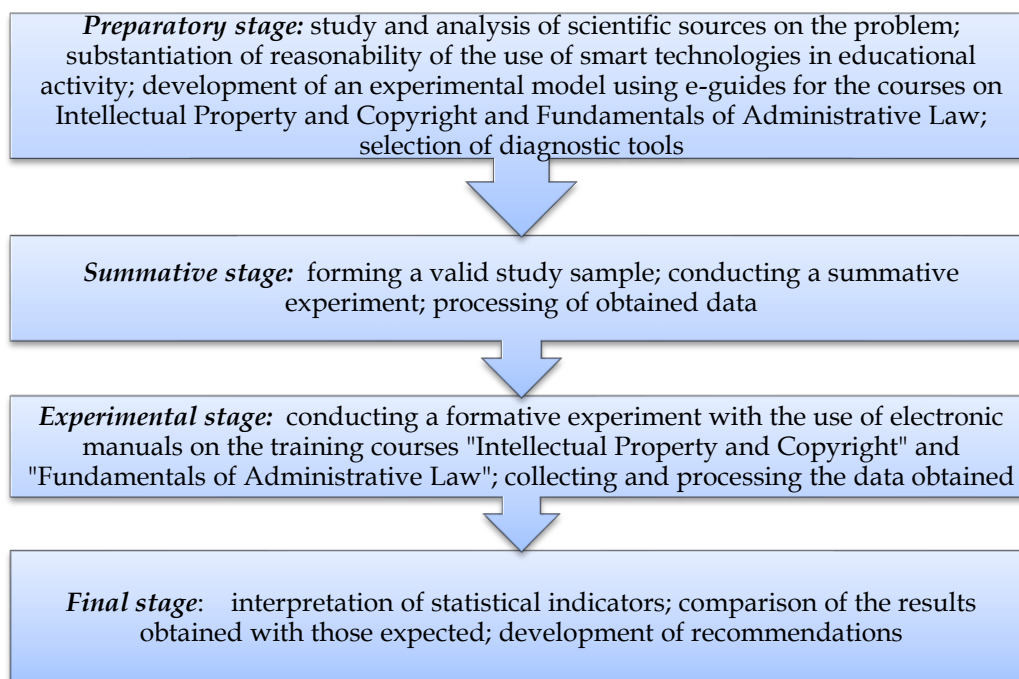 Preparatory stage: study and analysis of scientific sources on the problem;
substantiation of reasonability of the use of smart technologies in educational
activity; development of an experimental model using e-guides for the courses on
Intellectual Property and Copyright and Fundamentals of Administrative Law;
selection of diagnostic tools
Summative stage: forming a valid study sample; conducting a summative
experiment; processing of obtained data
Experimental stage: conducting a formative experiment with the use of electronic
manuals on the training courses "Intellectual Property and Copyright" and
"Fundamentals of Administrative Law"; collecting and processing the data obtained
Final stage: interpretation of statistical indicators; comparison of the results
obtained with those expected; development of recommendations